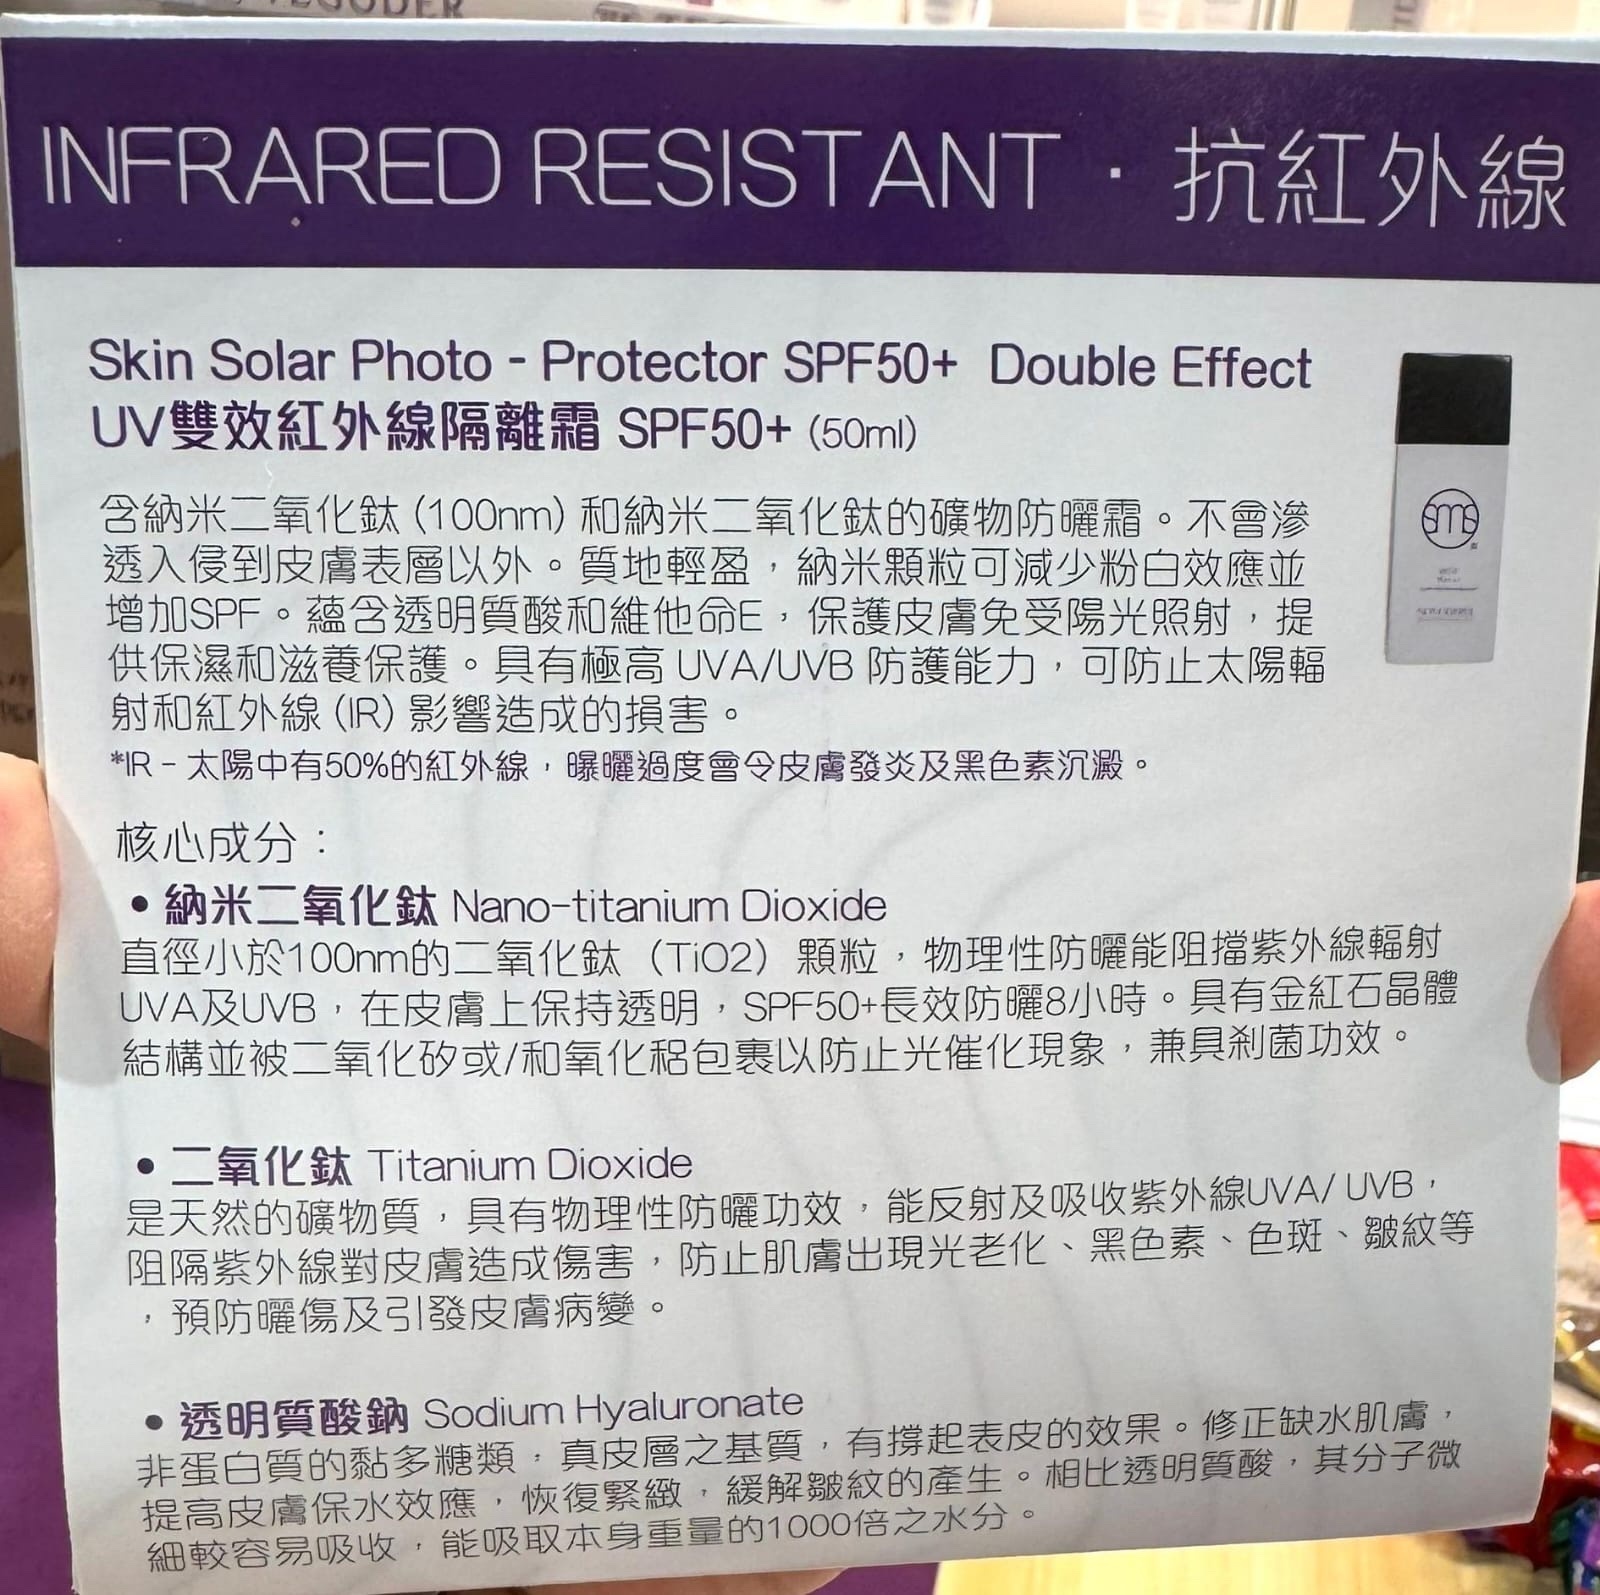 INFRARED RESISTANT · 抗紅外線
Skin Solar Photo - Protector SPF50+ Double Effect
UV雙效紅外線隔離霜 SPF50+ (50ml)
含納米二氧化鈦 (100nm) 和納米二氧化鈦的礦物防曬霜。不會滲
透入侵到皮膚表層以外。質地輕盈，納米顆粒可減少粉白效應並
增加SPF。蘊含透明質酸和維他命E，保護皮膚免受陽光照射，提
供保濕和滋養保護。具有極高 UVA/UVB 防護能力，可防止太陽輻
射和紅外線 (IR) 影響造成的損害。
*IR - 太陽中有50%的紅外線，曝曬過度會令皮膚發炎及黑色素沉澱。
核心成分：
• 納米二氧化鈦 Nano-titanium Dioxide
直徑小於100nm的二氧化鈦（TiO2）顆粒，物理性防曬能阻擋紫外線輻射
UVA及UVB，在皮膚上保持透明，SPF50+長效防曬8小時。具有金紅石晶體
結構並被二氧化矽或/和氧化鋁包裹以防止光催化現象，兼具剎菌功效。
• 二氧化鈦 Titanium Dioxide
是天然的礦物質，具有物理性防曬功效，能反射及吸收紫外線UVA/ UVB，
阻隔紫外線對皮膚造成傷害，防止肌膚出現光老化、黑色素、色斑、皺紋等
，預防曬傷及引發皮膚病變。
• 透明質酸鈉 Sodium Hyaluronate
非蛋白質的黏多糖類，真皮層之基質，有撐起表皮的效果。修正缺水肌膚，
提高皮膚保水效應，恢復緊緻，緩解皺紋的產生。相比透明質酸，其分子微
細較容易吸收，能吸取本身重量的1000倍之水分。